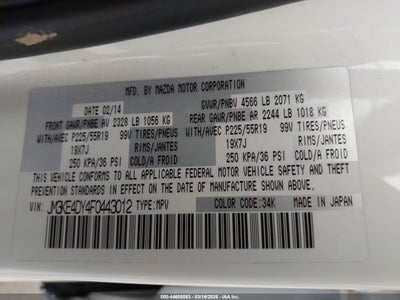 MFD. BY MAZDA MOTOR CORPORATION
DATE 02/14 GVWR/PNBV 4566 LB 2071 KG
FRONT GAWR/PNBE AV 2328 LB 1056 KG REAR GAWR/PNBE AR 2244 LB 1018 KG
WITH/AVEC P225/55R19 99V TIRES/PNEUS WITH/AVEC P225/55R19 99V TIRES/PNEUS
19X7J RIMS/JANTE 19X7J RIMS/JANTE
250 KPA/36 PSI COLD/A FROID 250 KPA/36 PSI COLD/A FROID
THIS VEHICLE CONFORMS TO ALL APPLICABLE FEDERAL MOTOR VEHICLE SAFETY AND THEFT
PREVENTION STANDARDS IN EFFECT ON THE DATE OF MANUFACTURE SHOWN ABOVE.
VIN: JM3KE4DY4F0443012 TYPE:MPV COLOR CODE: 34K MADE IN JAPAN